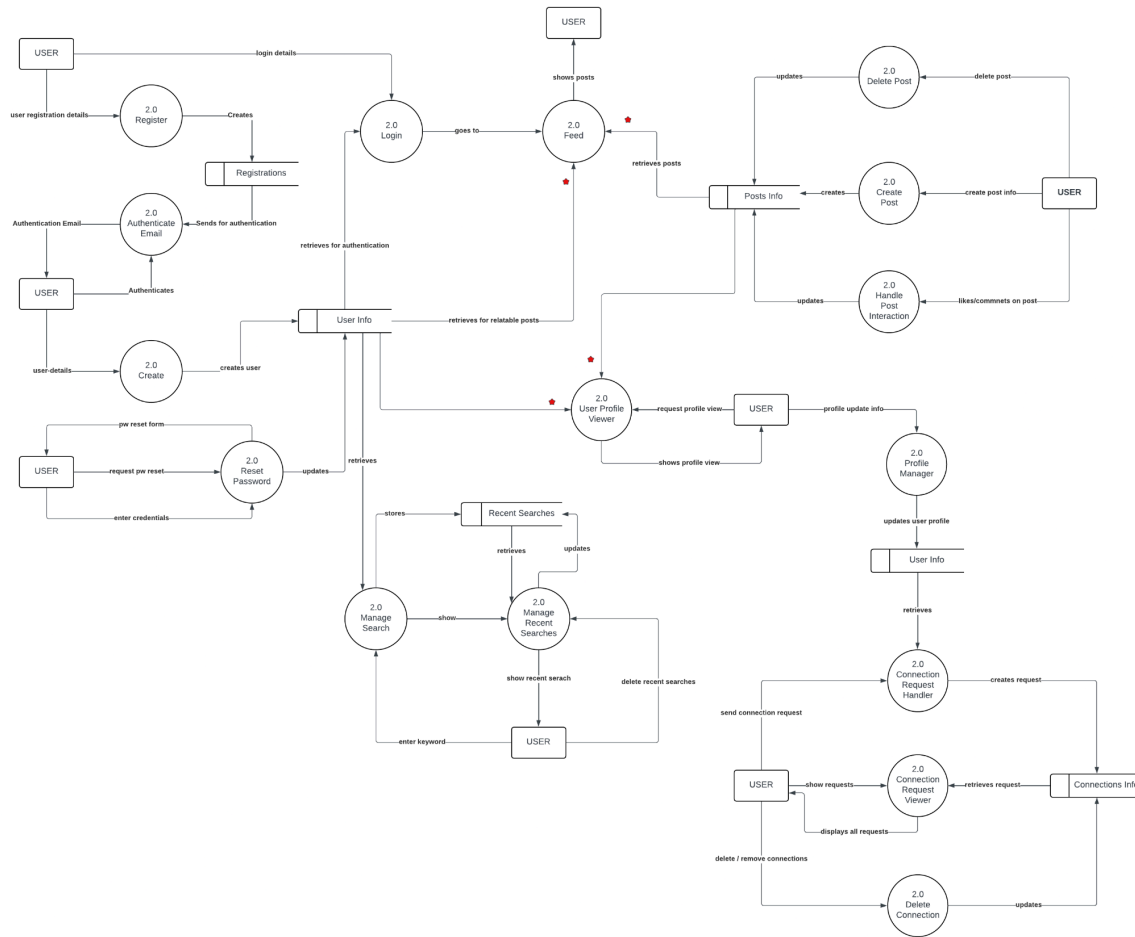 USER
USER
login details
shows posts
2.0
Delete Post
updates
delete post
user registration details
2.0
Register
Creates
2.0
Login
goes to
2.0
Feed
retrieves posts
Registrations
Posts Info
creates
2.0
Create
Post
create post info
USER
Authentication Email
2.0
Authenticate
Email
Sends for authentication
retrieves for authentication
USER
Authenticates
updates
2.0
Handle
Post
Interaction
likes/commnets on post
User Info
retrieves for relatable posts
user details
2.0
Create
creates user
2.0
User Profile
Viewer
request profile view
USER
profile update info
shows profile view
pw reset form
USER
request pw reset
2.0
Reset
Password
updates
enter credentials
retrieves
2.0
Profile
Manager
updates user profile
User Info
retrieves
stores
Recent Searches
retrieves
updates
2.0
Manage
Search
show
2.0
Manage
Recent
Searches
show recent serach
delete recent searches
enter keyword
USER
2.0
Connection
Request
Handler
creates request
send connection request
USER
show requests
2.0
Connection
Request
Viewer
retrieves request
Connections Info
displays all requests
delete / remove connections
2.0
Delete
Connection
updates